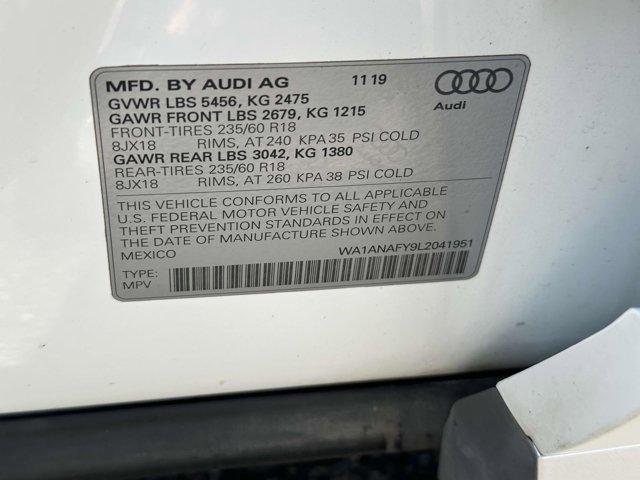 MFD. BY AUDI AG 11 19
GVWR LBS 5456, KG 2475
GAWR FRONT LBS 2679, KG 1215
Audi
FRONT-TIRES 235/60 R18
8JX18 RIMS, AT 240 KPA 35 PSI COLD
GAWR REAR LBS 3042, KG 1380
REAR-TIRES 235/60 R18
8JX18 RIMS, AT 260 KPA 38 PSI COLD
THIS VEHICLE CONFORMS TO ALL APPLICABLE
U.S. FEDERAL MOTOR VEHICLE SAFETY AND
THEFT PREVENTION STANDARDS IN EFFECT ON
THE DATE OF MANUFACTURE SHOWN ABOVE.
MEXICO WA1ANAFY9L2041951
TYPE:
MPV